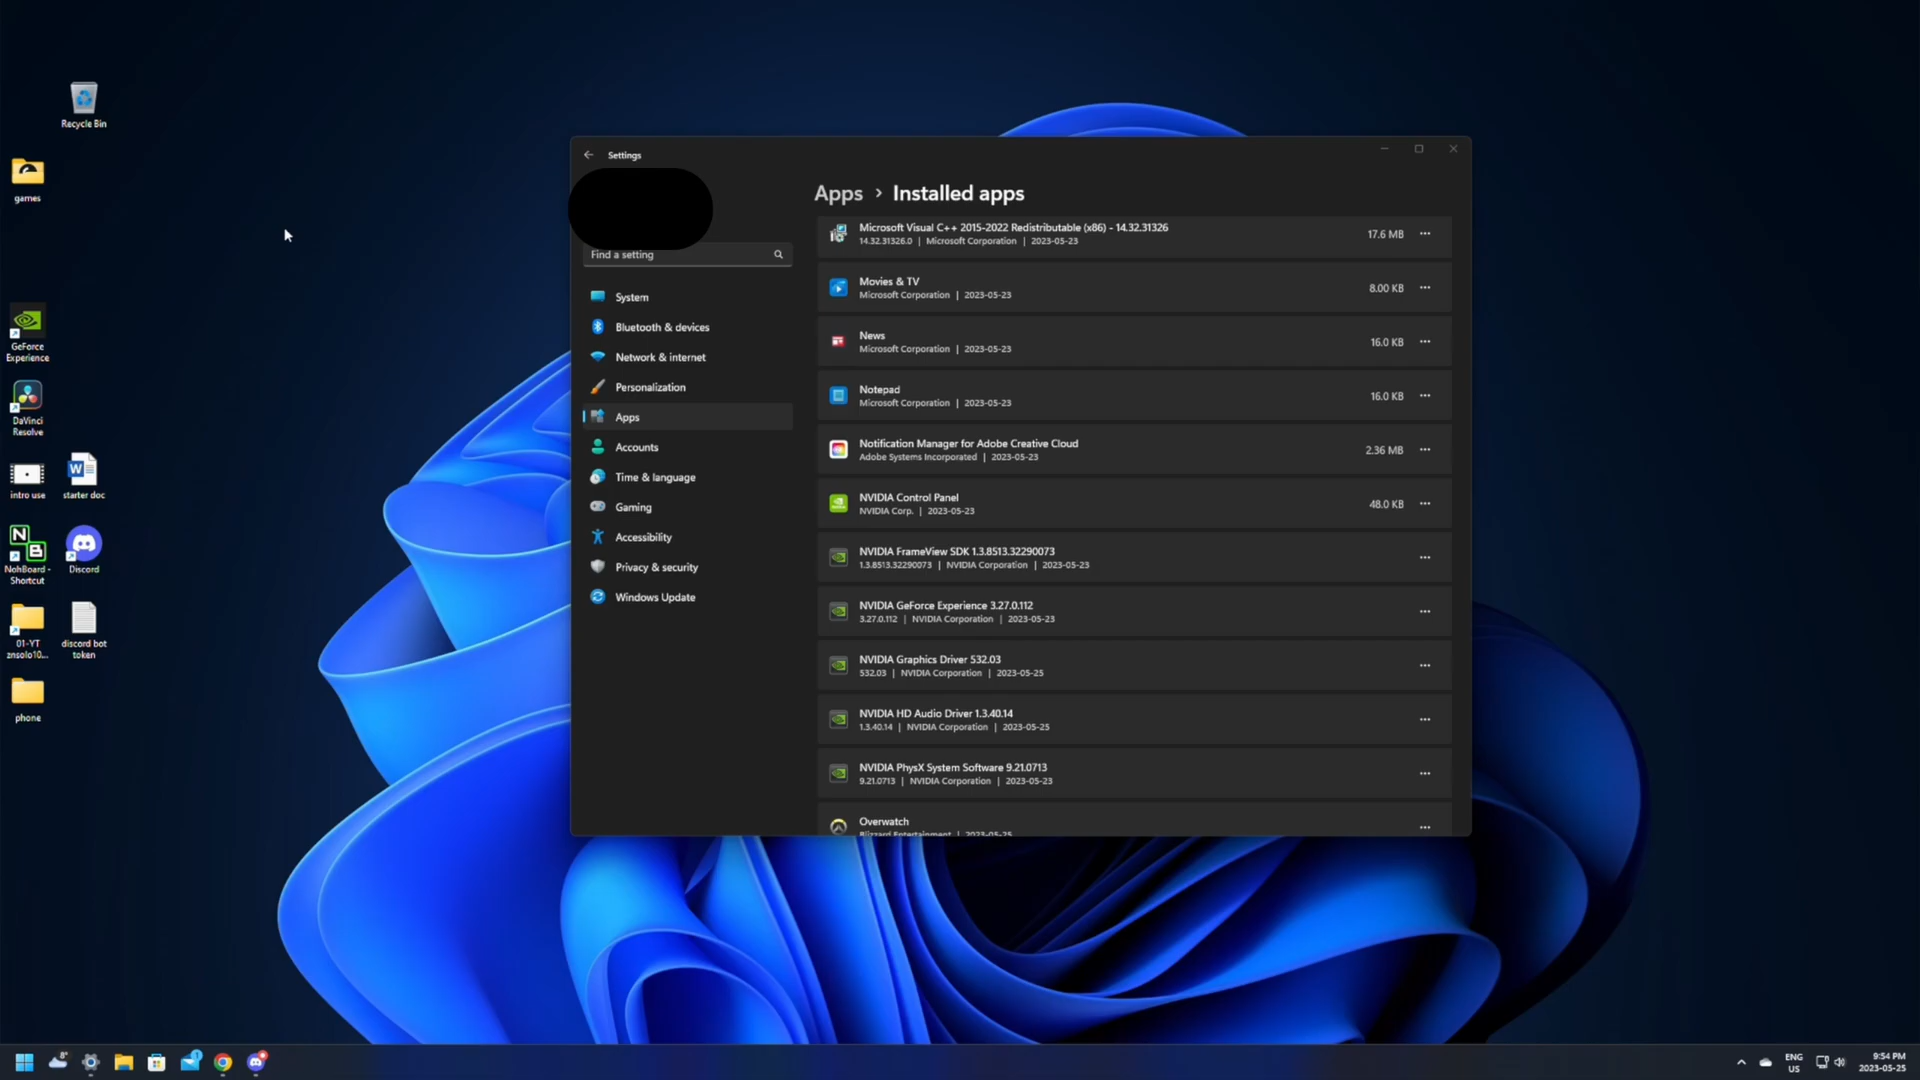 Recycle Bin
games
GeForce
Experience
DaVinci
Resolve
intro use
starter doc
NohBoard -
Shortcut
Discord
01-YT
znsolo10...
discord bot
token
phone
Settings
Find a setting
System
Bluetooth & devices
Network & internet
Personalization
Apps
Accounts
Time & language
Gaming
Accessibility
Privacy & security
Windows Update
Apps > Installed apps
Microsoft Visual C++ 2015-2022 Redistributable (x86) - 14.32.31326
14.32.31326.0 | Microsoft Corporation | 2023-05-23
17.6 MB
Movies & TV
Microsoft Corporation | 2023-05-23
8.00 KB
News
Microsoft Corporation | 2023-05-23
16.0 KB
Notepad
Microsoft Corporation | 2023-05-23
16.0 KB
Notification Manager for Adobe Creative Cloud
Adobe Systems Incorporated | 2023-05-23
2.36 MB
NVIDIA Control Panel
NVIDIA Corp. | 2023-05-23
48.0 KB
NVIDIA FrameView SDK 1.3.8513.32290073
1.3.8513.32290073 | NVIDIA Corporation | 2023-05-23
NVIDIA GeForce Experience 3.27.0.112
3.27.0.112 | NVIDIA Corporation | 2023-05-23
NVIDIA Graphics Driver 532.03
532.03 | NVIDIA Corporation | 2023-05-25
NVIDIA HD Audio Driver 1.3.40.14
1.3.40.14 | NVIDIA Corporation | 2023-05-25
NVIDIA PhysX System Software 9.21.0713
9.21.0713 | NVIDIA Corporation | 2023-05-23
Overwatch
Blizzard Entertainment | 2023-05-25
8°
ENG
US
9:54 PM
2023-05-25